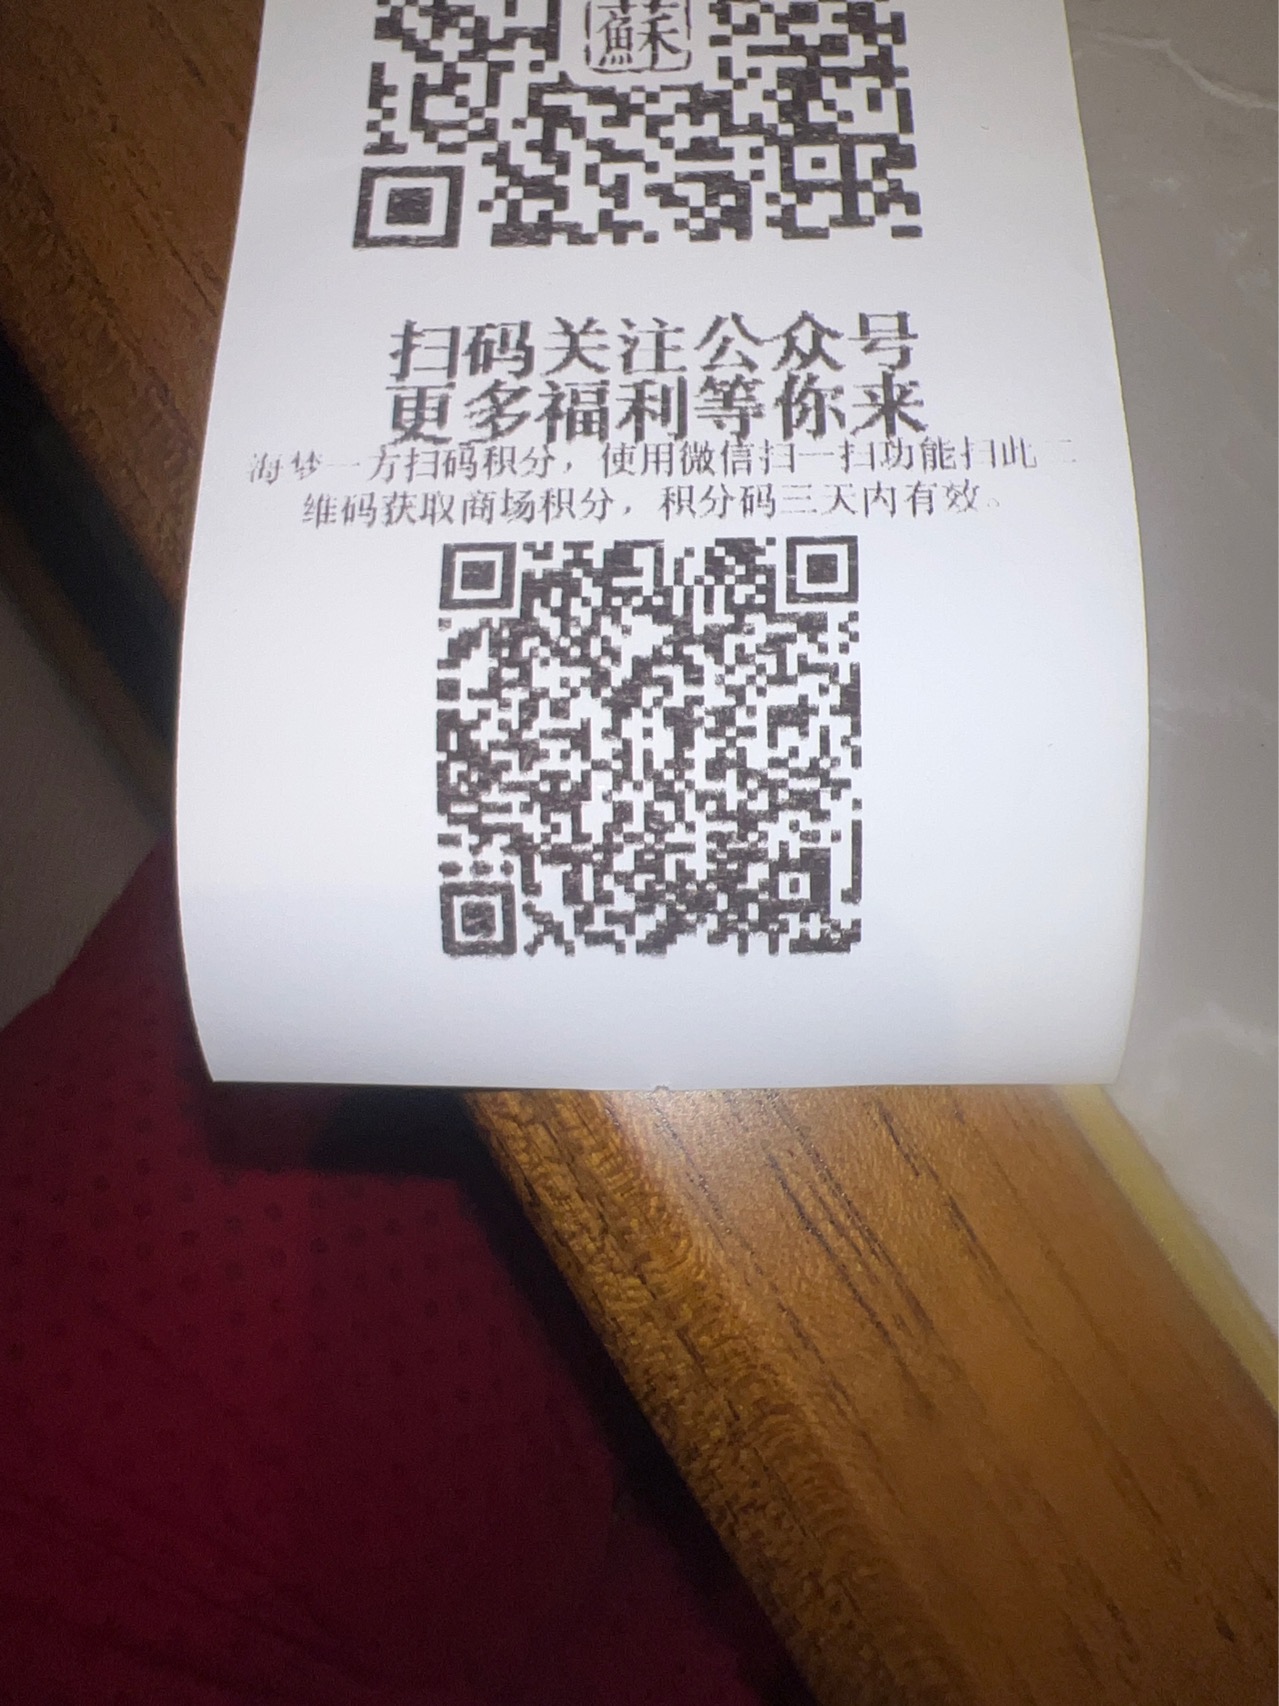 蘇
扫码关注公众号
更多福利等你来
海梦一方扫码积分，使用微信扫一扫功能扫此二
维码获取商场积分，积分码三天内有效。